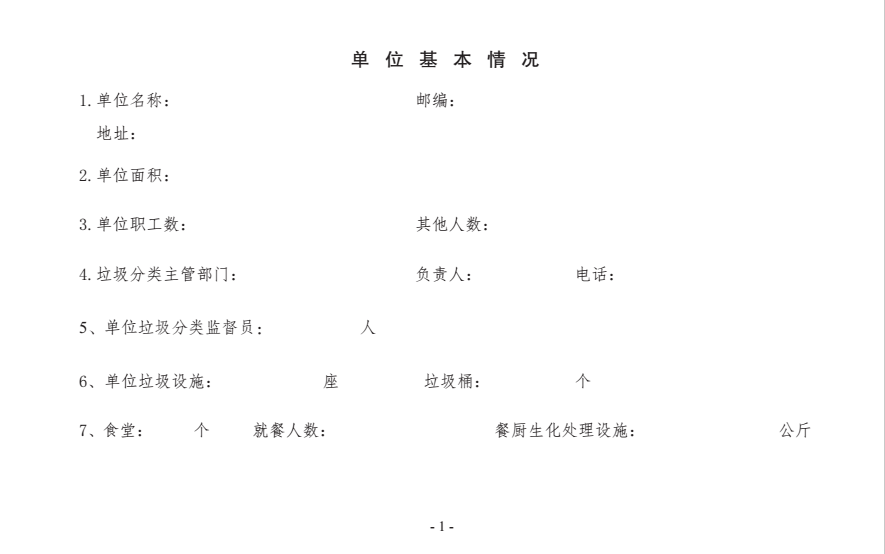 单位基本情况
1.单位名称： 邮编：
地址：
2.单位面积：
3.单位职工数： 其他人数：
4.垃圾分类主管部门： 负责人： 电话：
5、单位垃圾分类监督员： 人
6、单位垃圾设施： 座 垃圾桶： 个
7、食堂： 个 就餐人数： 餐厨生化处理设施： 公斤
- 1 -